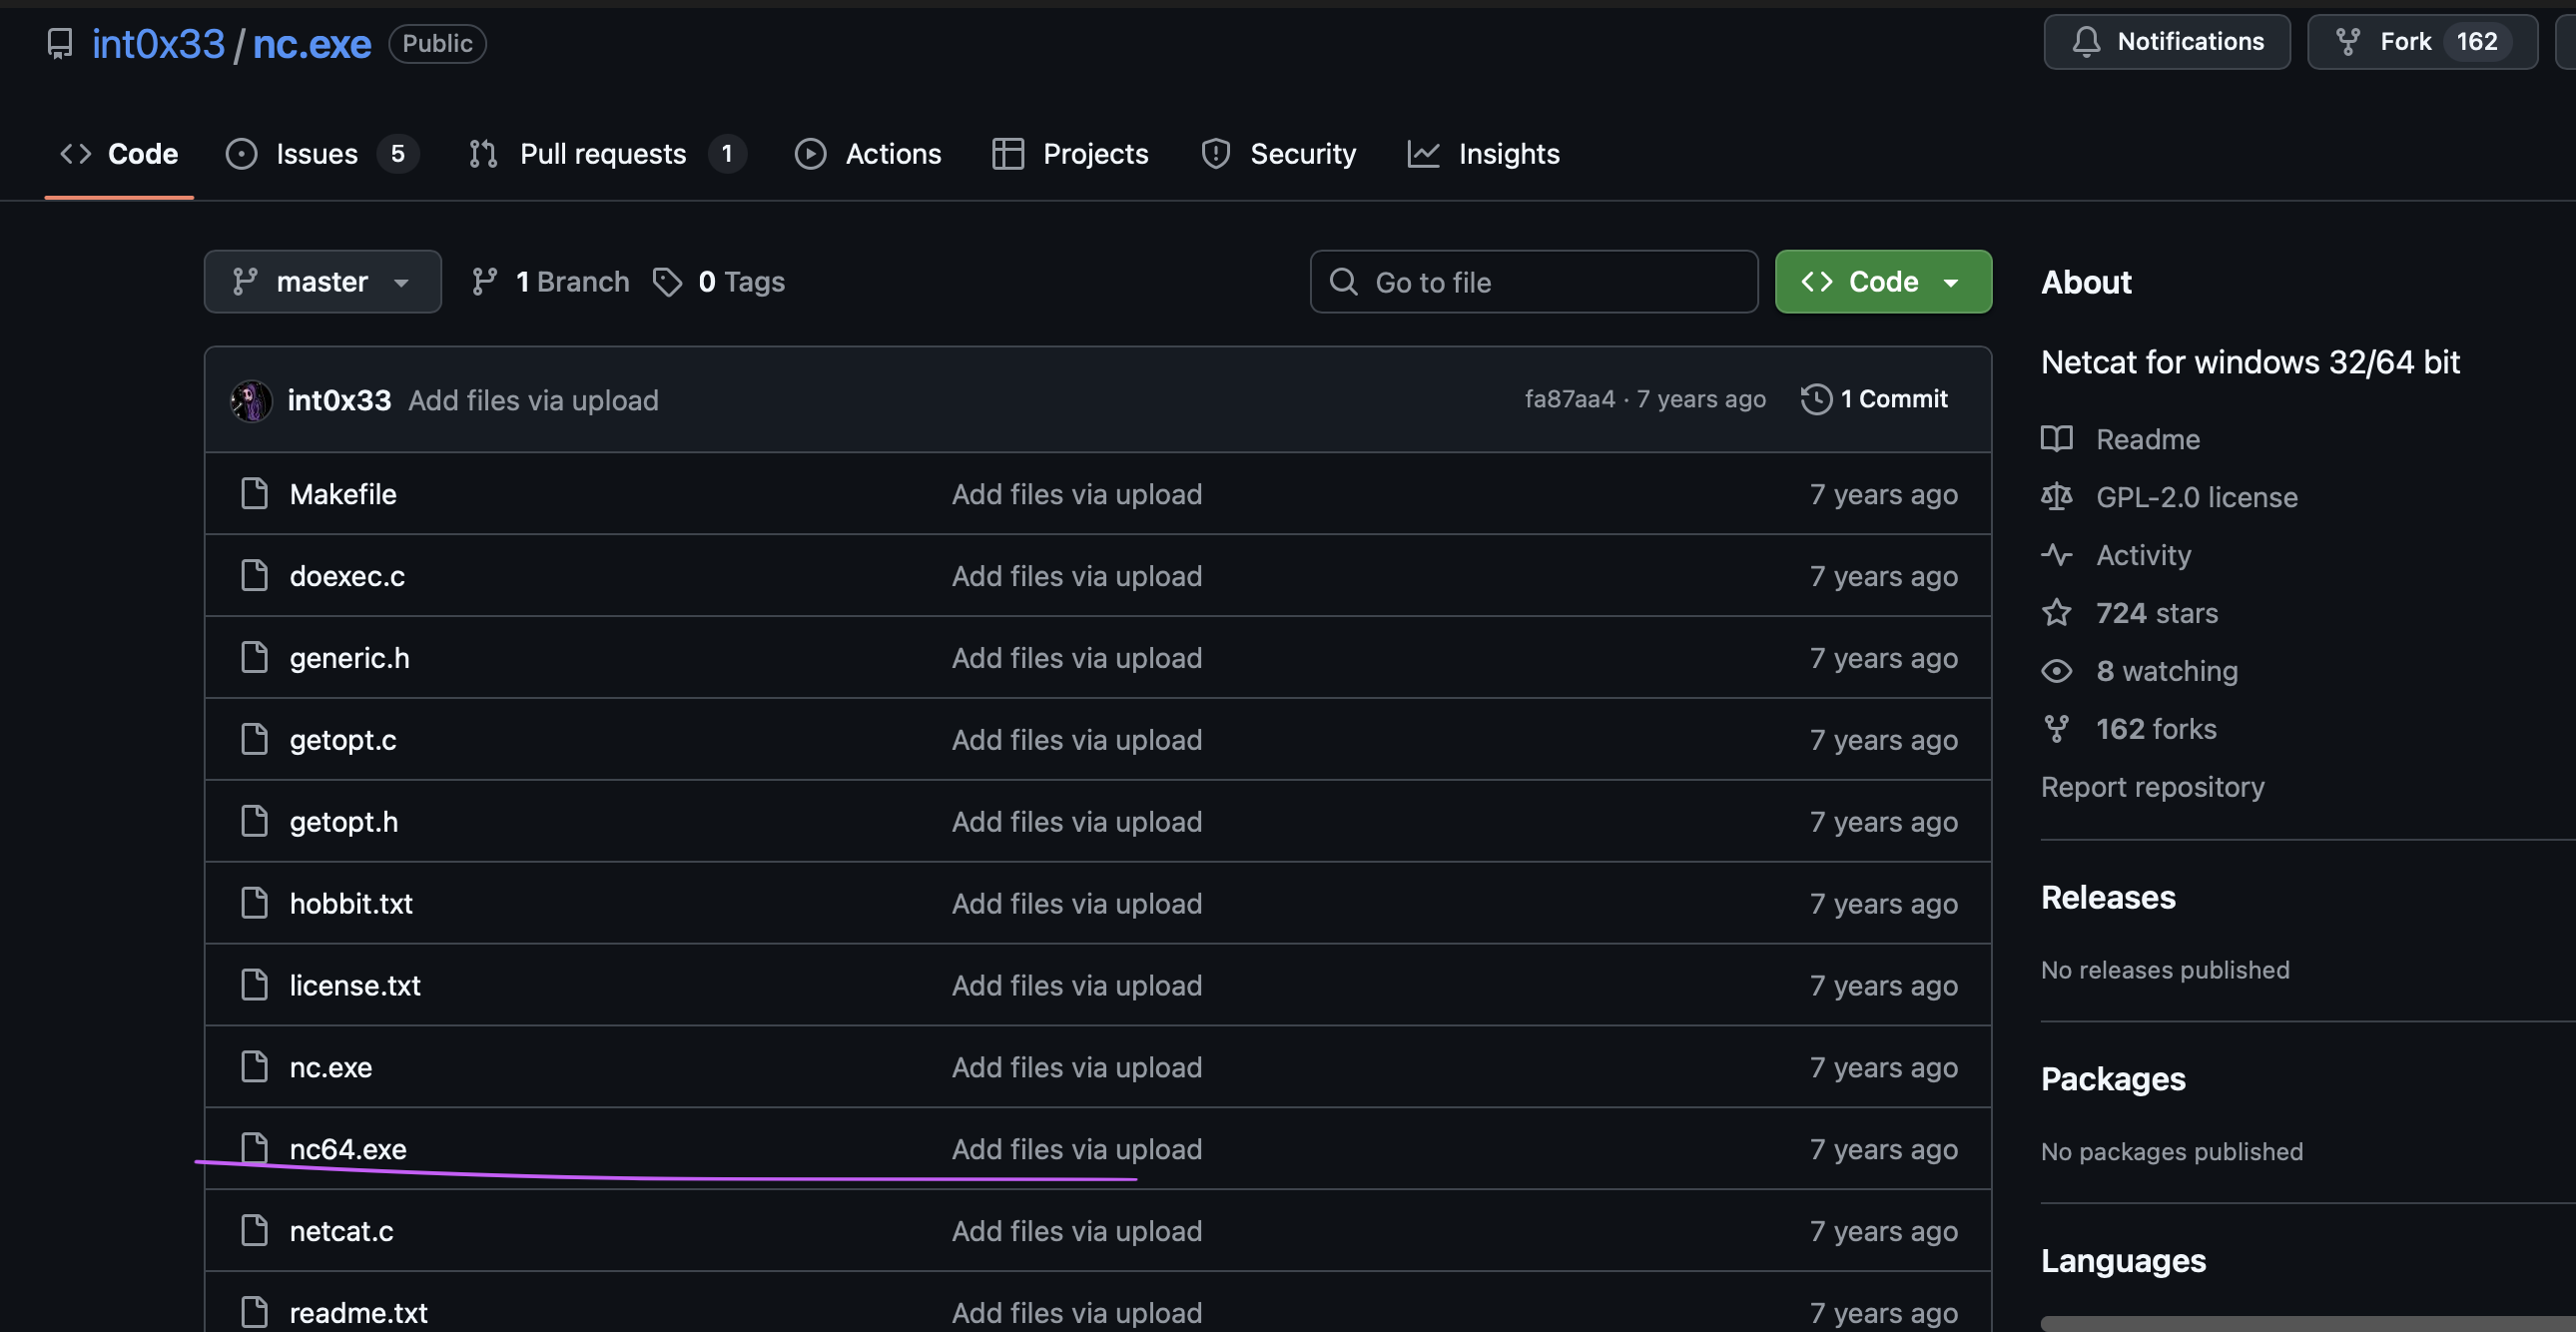 int0x33 / nc.exe Public
Notifications
Fork 162
Code
Issues 5
Pull requests 1
Actions
Projects
Security
Insights
master
1 Branch
0 Tags
Go to file
Code
int0x33 Add files via upload fa87aa4 · 7 years ago 1 Commit
Makefile Add files via upload 7 years ago
doexec.c Add files via upload 7 years ago
generic.h Add files via upload 7 years ago
getopt.c Add files via upload 7 years ago
getopt.h Add files via upload 7 years ago
hobbit.txt Add files via upload 7 years ago
license.txt Add files via upload 7 years ago
nc.exe Add files via upload 7 years ago
nc64.exe Add files via upload 7 years ago
netcat.c Add files via upload 7 years ago
readme.txt Add files via upload 7 years ago
About
Netcat for windows 32/64 bit
Readme
GPL-2.0 license
Activity
724 stars
8 watching
162 forks
Report repository
Releases
No releases published
Packages
No packages published
Languages